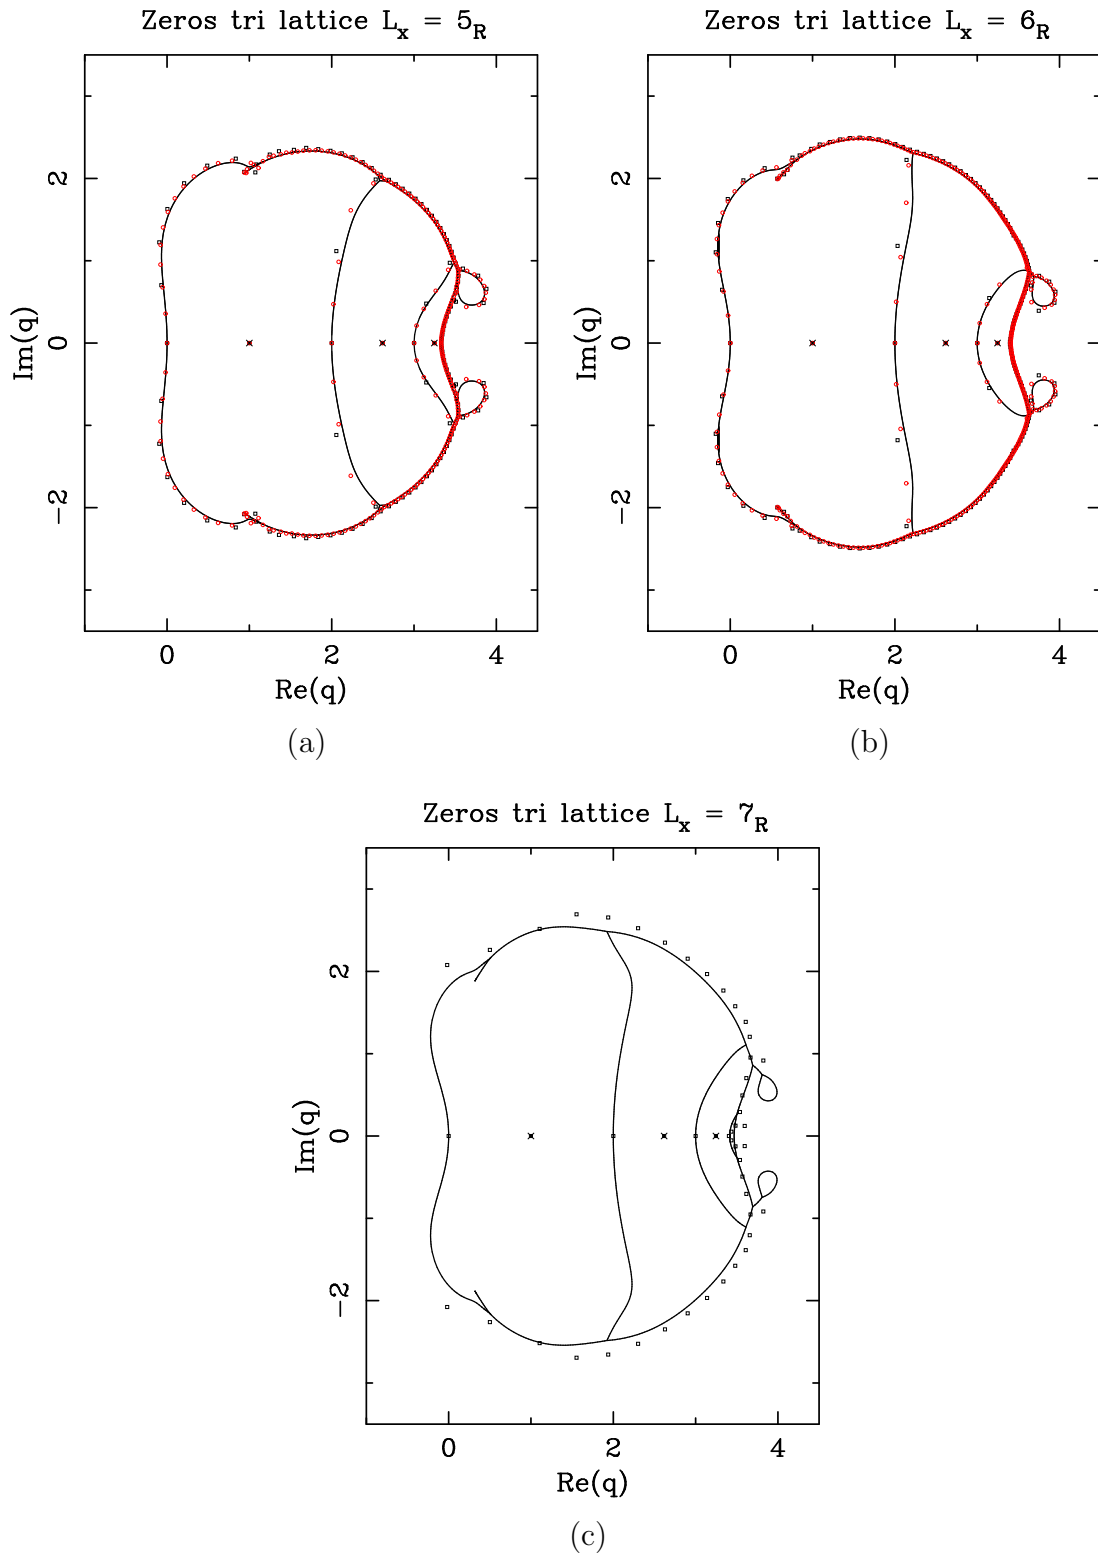 Zeros tri lattice Lx = 5R
Zeros tri lattice Lx = 6R
Im(q)
2
0
−2
0
2
4
Re(q)
(a)
Im(q)
2
0
−2
0
2
4
Re(q)
(b)
Zeros tri lattice Lx = 7R
Im(q)
2
0
−2
0
2
4
Re(q)
(c)